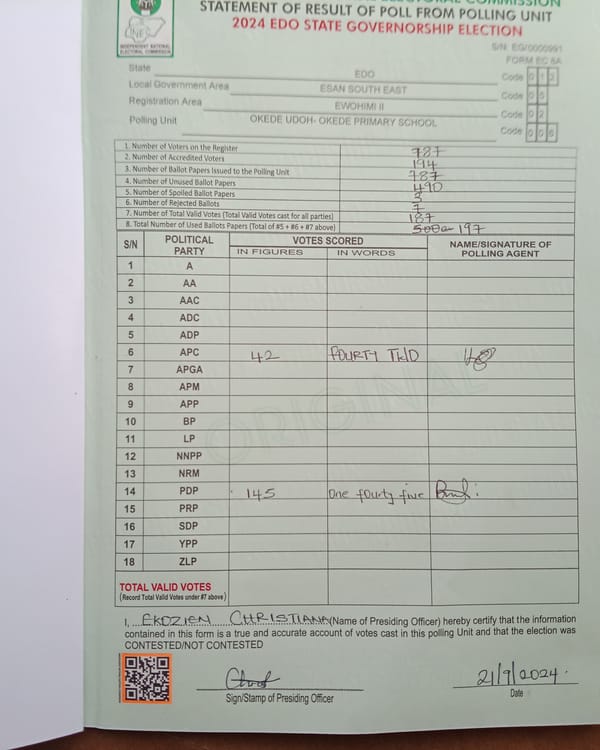 STATEMENT OF RESULT OF POLL FROM POLLING UNIT
2024 EDO STATE GOVERNORSHIP ELECTION
INEC
INDEPENDENT NATIONAL
ELECTORAL COMMISSION
S/N: EG/0000991
FORM EC 8A
State EDO Code 0 1 2
Local Government Area ESAN SOUTH EAST Code 0 5
Registration Area EWOHIMI II Code 0 2
Polling Unit OKEDE UDOH- OKEDE PRIMARY SCHOOL Code 0 0 6
1. Number of Voters on the Register 787
2. Number of Accredited Voters 194
3. Number of Ballot Papers Issued to the Polling Unit 787
4. Number of Unused Ballot Papers 490
5. Number of Spoiled Ballot Papers 3
6. Number of Rejected Ballots 7
7. Number of Total Valid Votes (Total Valid Votes cast for all parties) 187
8. Total Number of Used Ballots Papers (Total of #5 + #6 + #7 above) 197
S/N POLITICAL PARTY VOTES SCORED NAME/SIGNATURE OF POLLING AGENT
IN FIGURES IN WORDS
1 A
2 AA
3 AAC
4 ADC
5 ADP
6 APC 42 FOURTY TWO
7 APGA
8 APM
9 APP
10 BP
11 LP
12 NNPP
13 NRM
14 PDP 145 One fourty five
15 PRP
16 SDP
17 YPP
18 ZLP
TOTAL VALID VOTES
(Record Total Valid Votes under #7 above)
ORIGINAL
I, EKOZIEN CHRISTIANA (Name of Presiding Officer) hereby certify that the information
contained in this form is a true and accurate account of votes cast in this polling Unit and that the election was
CONTESTED/NOT CONTESTED
21/9/2024.
Sign/Stamp of Presiding Officer Date